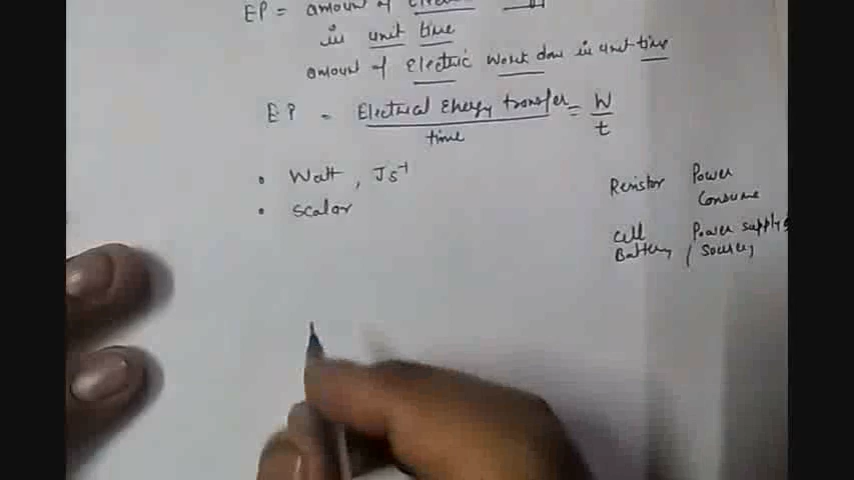 EP = amount of
in unit time
amount of Electric Work done in unit time
EP = Electrical Energy transfer = W
time t
• Watt, Js⁻¹
• Scalar
Resistor Power
Consume
Cell Power supply
Battery / Source